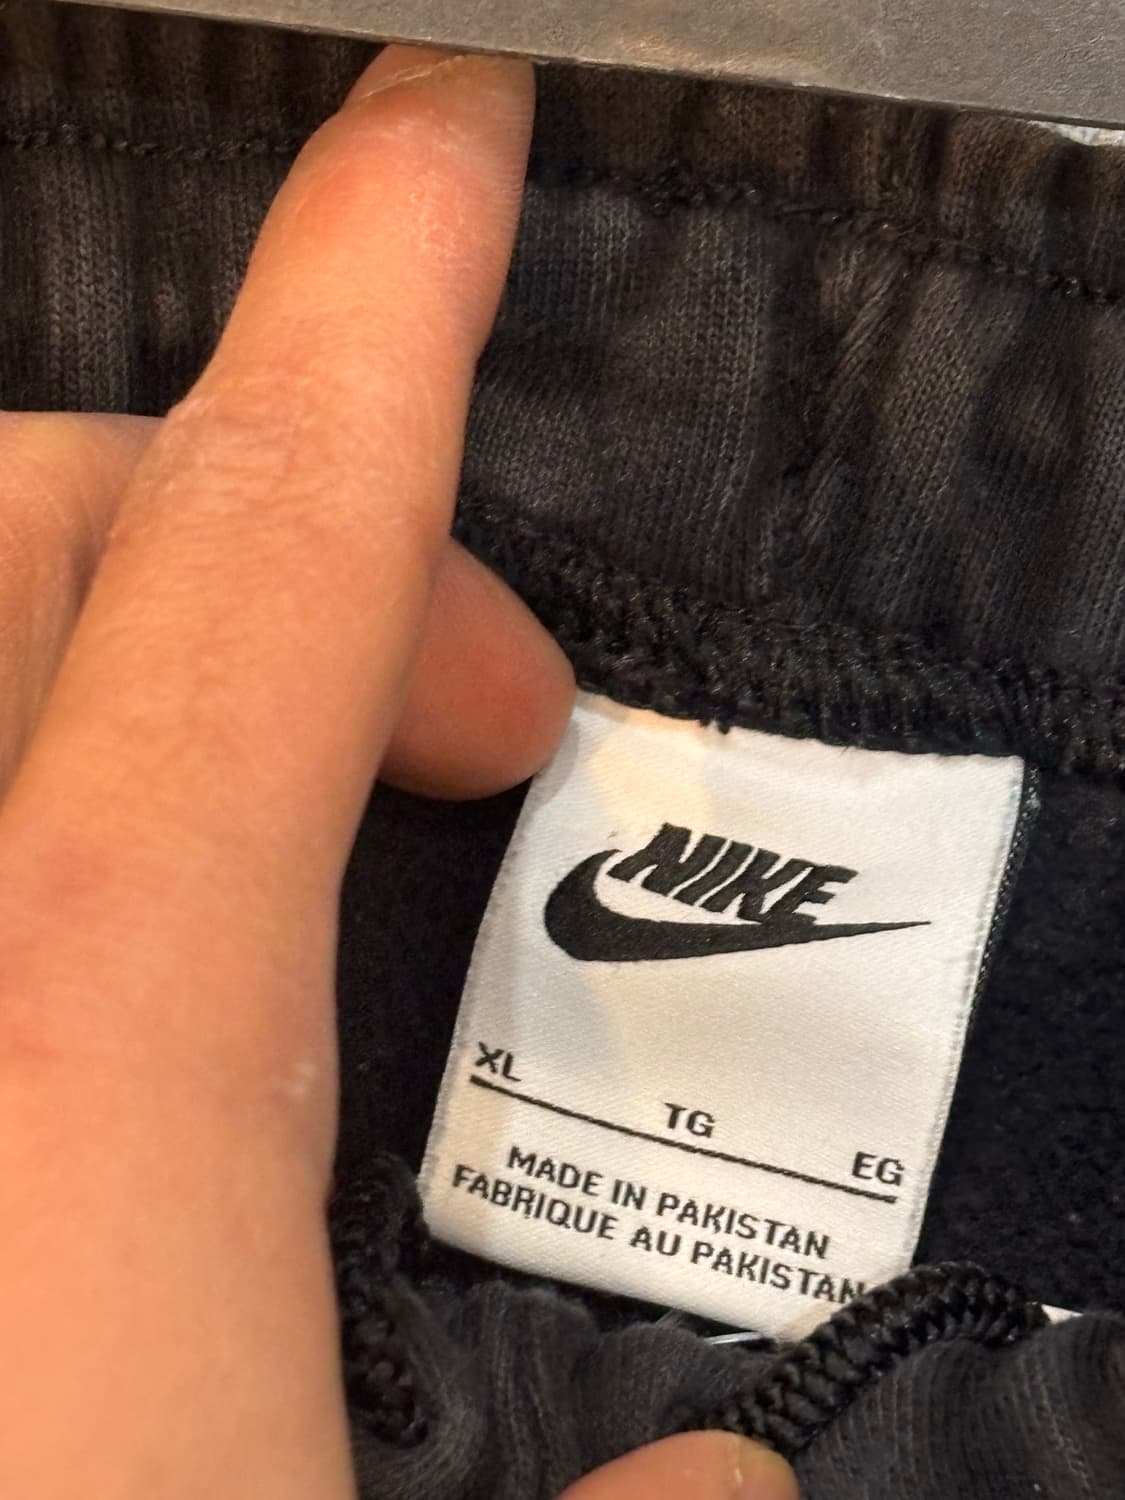 NIKE
XL TG EG
MADE IN PAKISTAN
FABRIQUE AU PAKISTAN